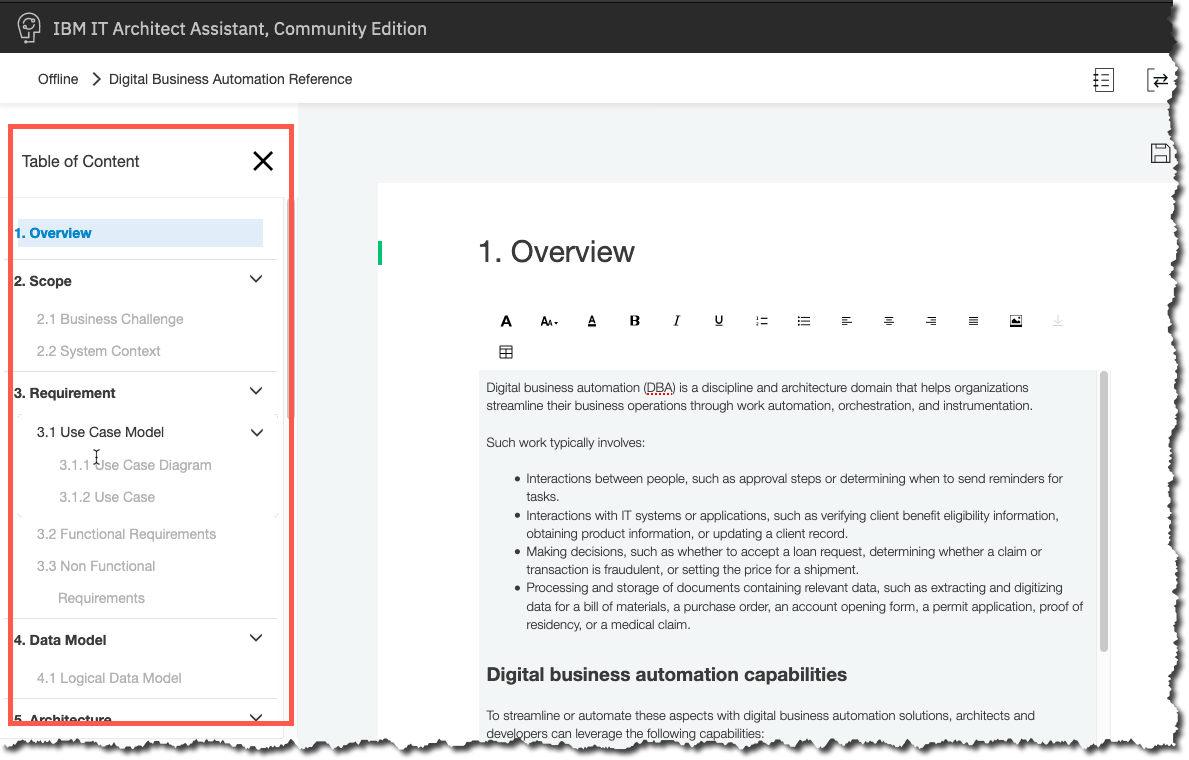 IBM IT Architect Assistant, Community Edition
Offline > Digital Business Automation Reference
Table of Content
1. Overview
2. Scope
2.1 Business Challenge
2.2 System Context
3. Requirement
3.1 Use Case Model
3.1.1 Use Case Diagram
3.1.2 Use Case
3.2 Functional Requirements
3.3 Non Functional
Requirements
4. Data Model
4.1 Logical Data Model
5. Architecture
1. Overview
A AA A B I U
Digital business automation (DBA) is a discipline and architecture domain that helps organizations
streamline their business operations through work automation, orchestration, and instrumentation.
Such work typically involves:
• Interactions between people, such as approval steps or determining when to send reminders for
tasks.
• Interactions with IT systems or applications, such as verifying client benefit eligibility information,
obtaining product information, or updating a client record.
• Making decisions, such as whether to accept a loan request, determining whether a claim or
transaction is fraudulent, or setting the price for a shipment.
• Processing and storage of documents containing relevant data, such as extracting and digitizing
data for a bill of materials, a purchase order, an account opening form, a permit application, proof of
residency, or a medical claim.
Digital business automation capabilities
To streamline or automate these aspects with digital business automation solutions, architects and
developers can leverage the following capabilities: